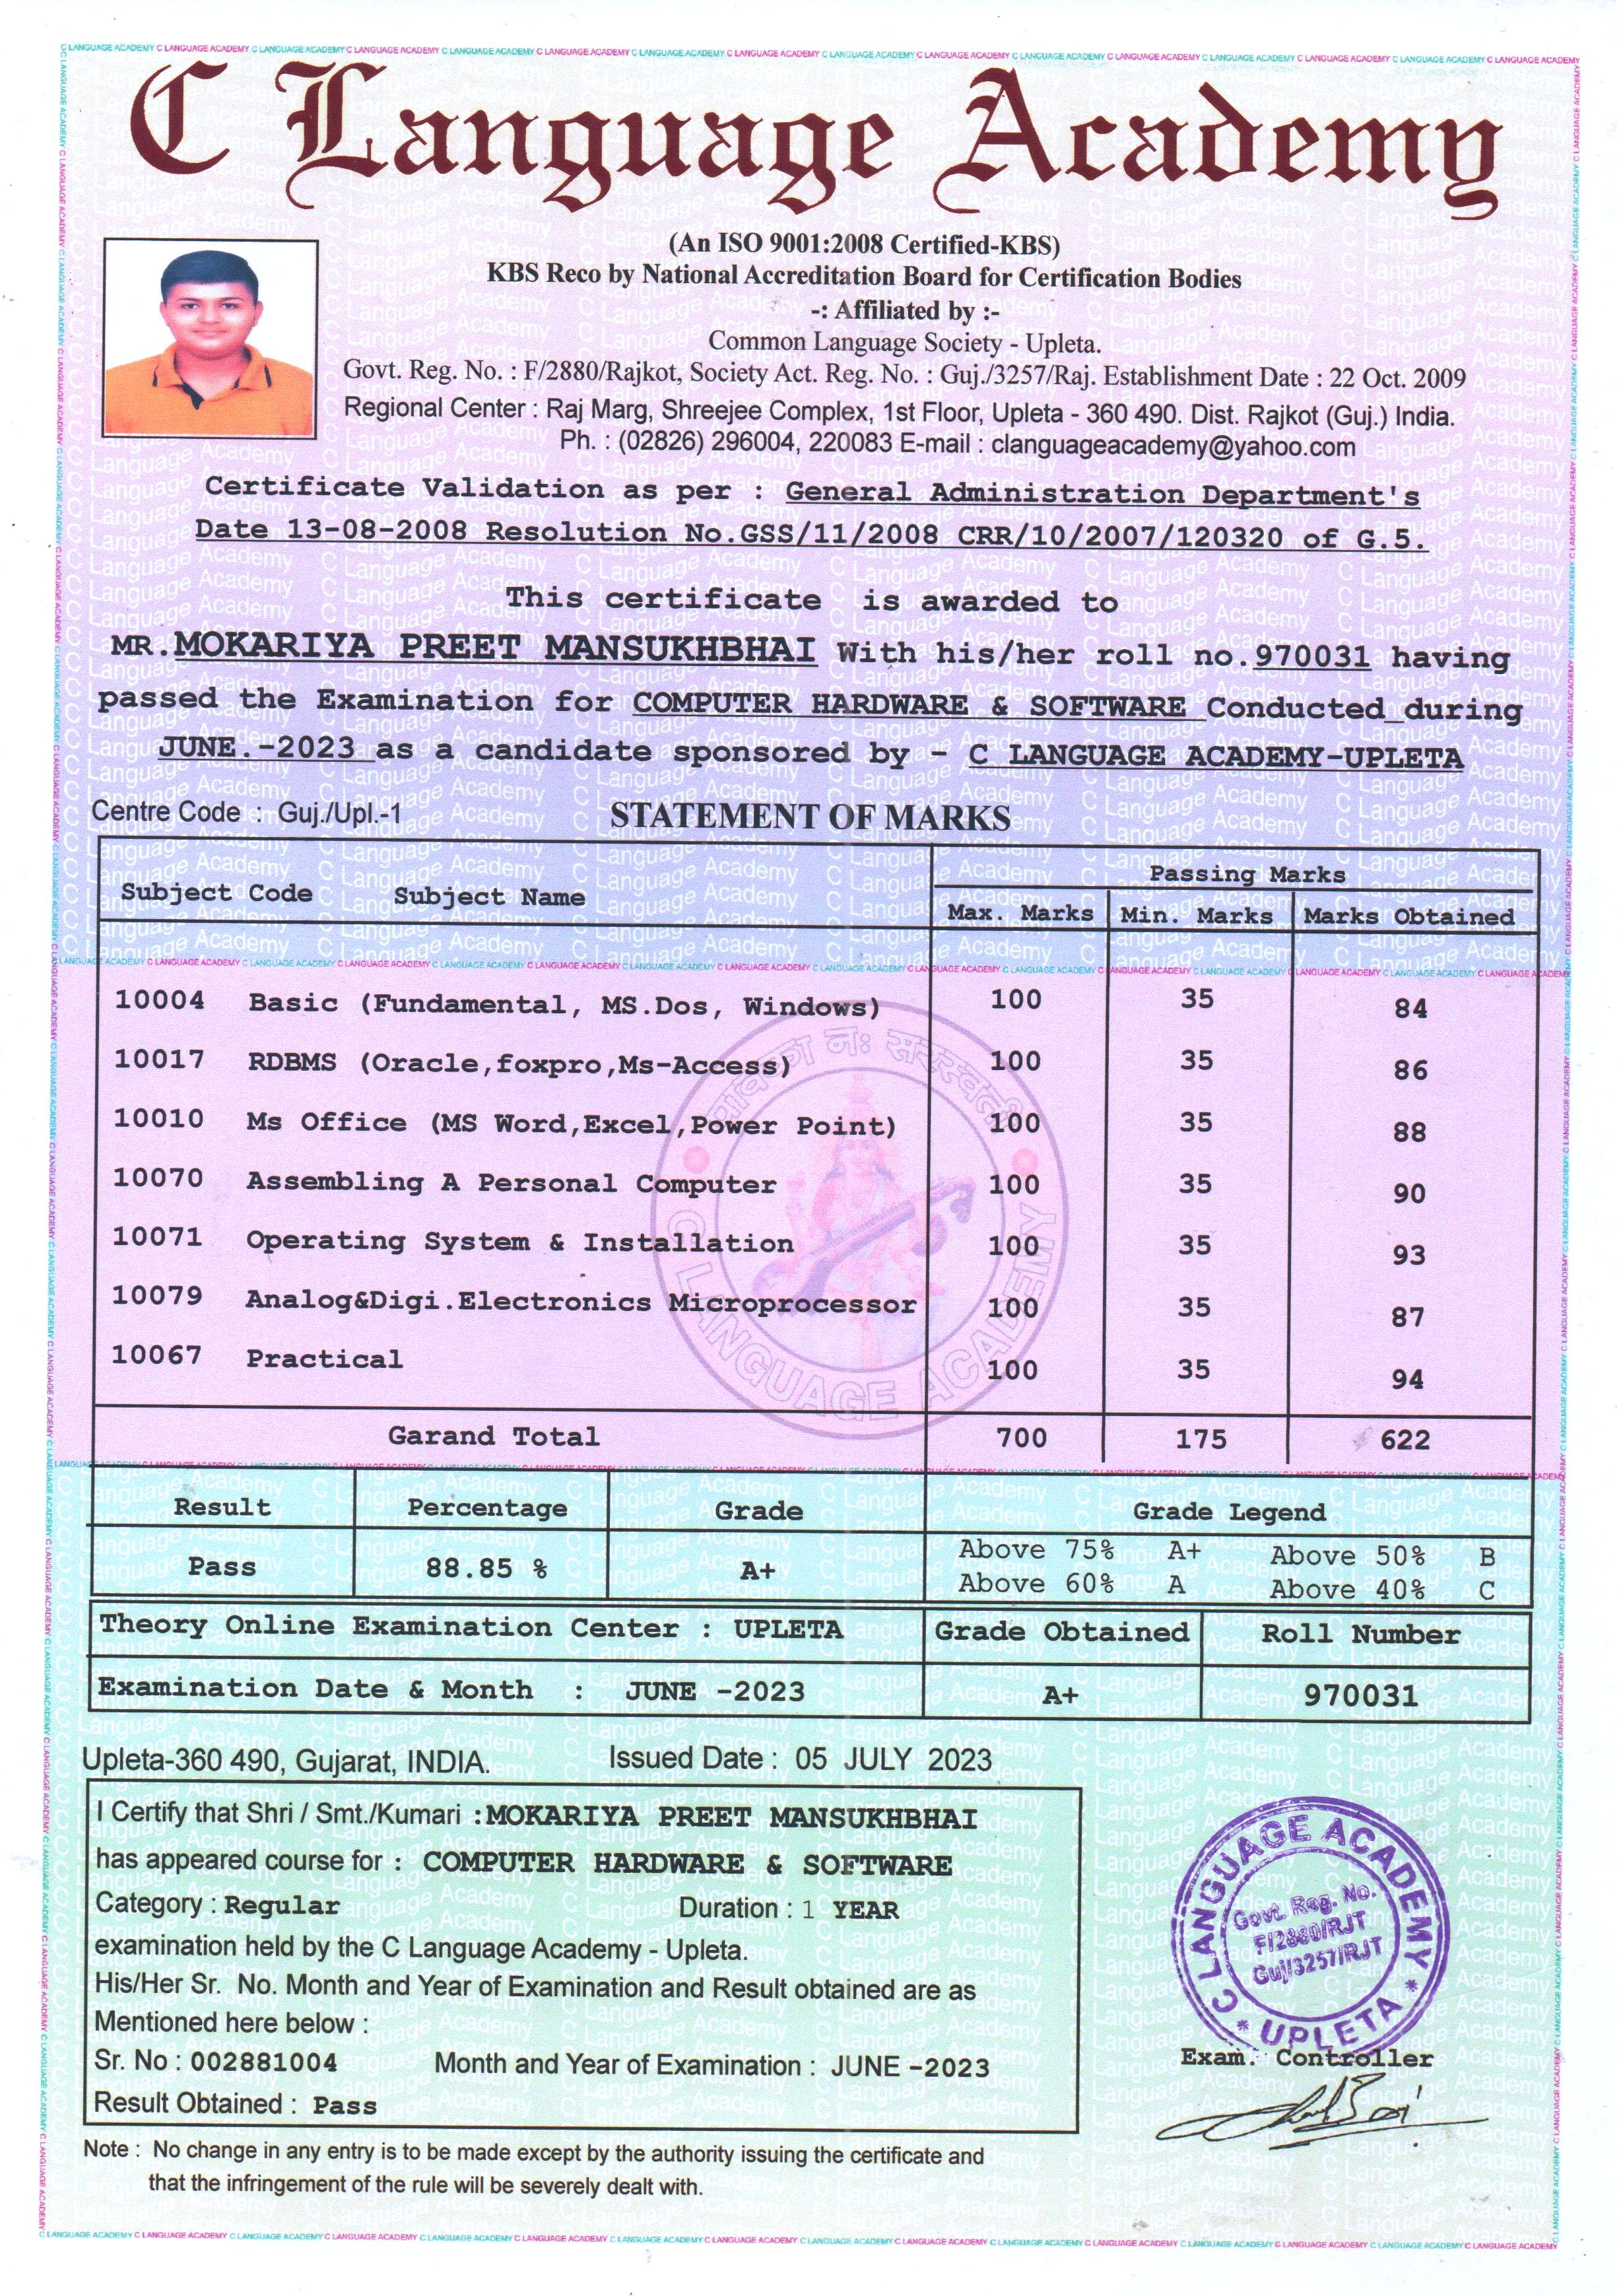 C Language Academy
(An ISO 9001:2008 Certified-KBS)
KBS Reco by National Accreditation Board for Certification Bodies
-: Affiliated by :-
Common Language Society - Upleta.
Govt. Reg. No. : F/2880/Rajkot, Society Act. Reg. No. : Guj./3257/Raj. Establishment Date : 22 Oct. 2009
Regional Center : Raj Marg, Shreejee Complex, 1st Floor, Upleta - 360 490. Dist. Rajkot (Guj.) India.
Ph. : (02826) 296004, 220083 E-mail : clanguageacademy@yahoo.com
Certificate Validation as per : General Administration Department's
Date 13-08-2008 Resolution No.GSS/11/2008 CRR/10/2007/120320 of G.5.
This certificate is awarded to
MR.MOKARIYA PREET MANSUKHBHAI With his/her roll no.970031 having
passed the Examination for COMPUTER HARDWARE & SOFTWARE Conducted during
JUNE.-2023 as a candidate sponsored by - C LANGUAGE ACADEMY-UPLETA
Centre Code : Guj./Upl.-1 STATEMENT OF MARKS
Passing Marks
Subject Code Subject Name Max. Marks Min. Marks Marks Obtained
10004 Basic (Fundamental, MS.Dos, Windows) 100 35 84
10017 RDBMS (Oracle,foxpro,Ms-Access) 100 35 86
10010 Ms Office (MS Word,Excel,Power Point) 100 35 88
10070 Assembling A Personal Computer 100 35 90
10071 Operating System & Installation 100 35 93
10079 Analog&Digi.Electronics Microprocessor 100 35 87
10067 Practical 100 35 94
C LANGUAGE ACADEMY
Garand Total 700 175 622
Result Percentage Grade Grade Legend
Pass 88.85 % A+
Above 75% A+ Above 50% B
Above 60% A Above 40% C
Theory Online Examination Center : UPLETA Grade Obtained Roll Number
Examination Date & Month : JUNE -2023 A+ 970031
Upleta-360 490, Gujarat, INDIA. Issued Date : 05 JULY 2023
I Certify that Shri / Smt./Kumari :MOKARIYA PREET MANSUKHBHAI
has appeared course for : COMPUTER HARDWARE & SOFTWARE
Category : Regular Duration : 1 YEAR
examination held by the C Language Academy - Upleta.
His/Her Sr. No. Month and Year of Examination and Result obtained are as
Mentioned here below :
Sr. No : 002881004 Month and Year of Examination : JUNE -2023
Result Obtained : Pass
C LANGUAGE ACADEMY
Govt. Reg. No.
F/2880/RJT
Guj/3257/RJT
* UPLETA *
Exam. Controller
Note : No change in any entry is to be made except by the authority issuing the certificate and
that the infringement of the rule will be severely dealt with.